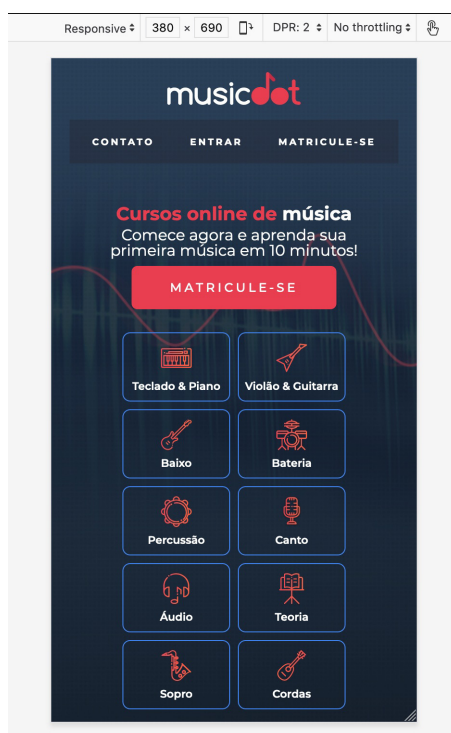 Responsive 380 × 690 DPR: 2 No throttling
musicdot
CONTATO ENTRAR MATRICULE-SE
Cursos online de música
Comece agora e aprenda sua
primeira música em 10 minutos!
MATRICULE-SE
Teclado & Piano Violão & Guitarra
Baixo Bateria
Percussão Canto
Áudio Teoria
Sopro Cordas